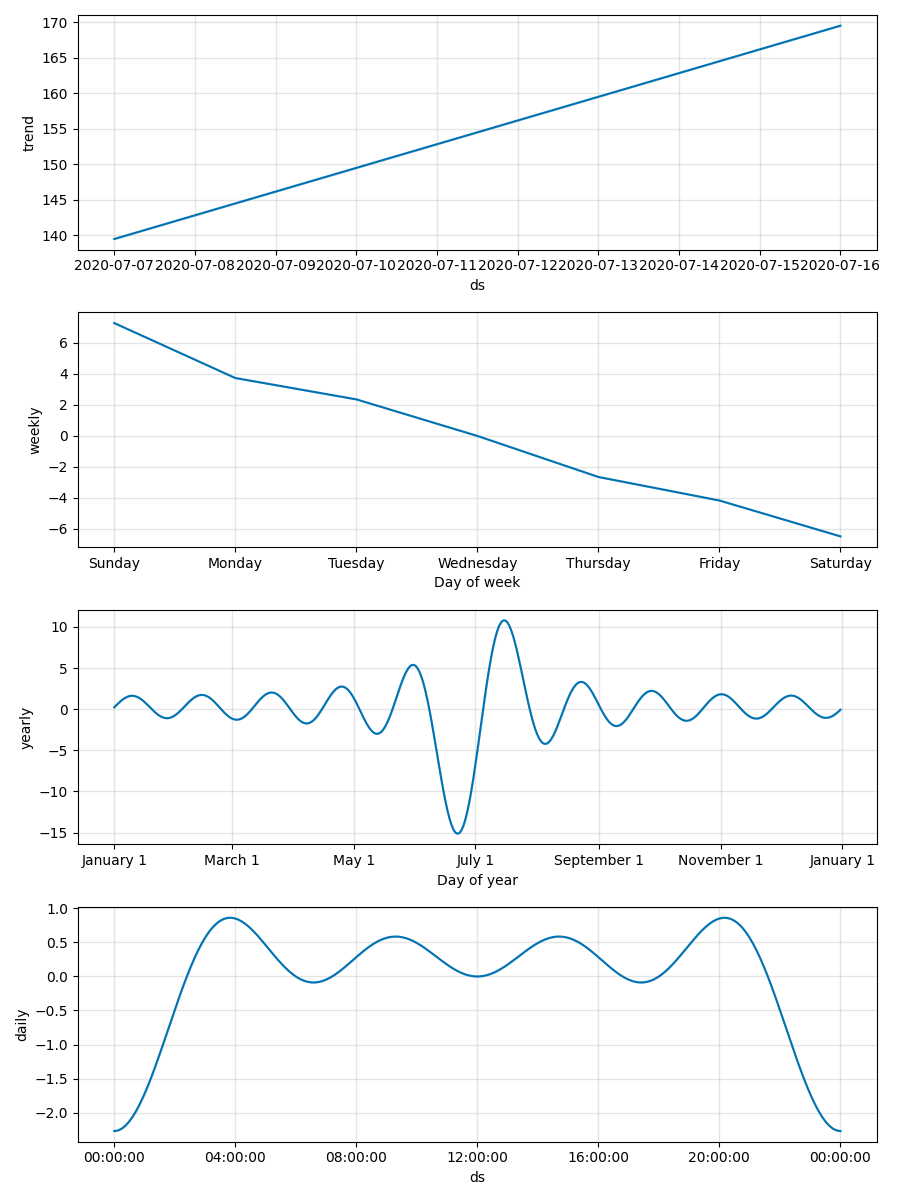 170
165
160
155
150
145
140
trend
2020-07-07 2020-07-08 2020-07-09 2020-07-10 2020-07-11 2020-07-12 2020-07-13 2020-07-14 2020-07-15 2020-07-16
ds
6
4
2
0
−2
−4
−6
weekly
Sunday Monday Tuesday Wednesday Thursday Friday Saturday
Day of week
10
5
0
−5
−10
−15
yearly
January 1 March 1 May 1 July 1 September 1 November 1 January 1
Day of year
1.0
0.5
0.0
−0.5
−1.0
−1.5
−2.0
daily
00:00:00 04:00:00 08:00:00 12:00:00 16:00:00 20:00:00 00:00:00
ds